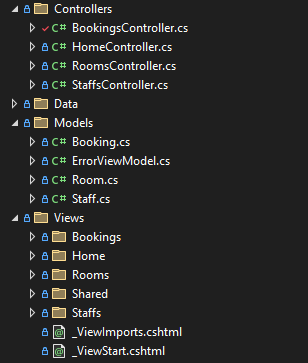 Controllers
C# BookingsController.cs
C# HomeController.cs
C# RoomsController.cs
C# StaffsController.cs
Data
Models
C# Booking.cs
C# ErrorViewModel.cs
C# Room.cs
C# Staff.cs
Views
Bookings
Home
Rooms
Shared
Staffs
@ _ViewImports.cshtml
@ _ViewStart.cshtml